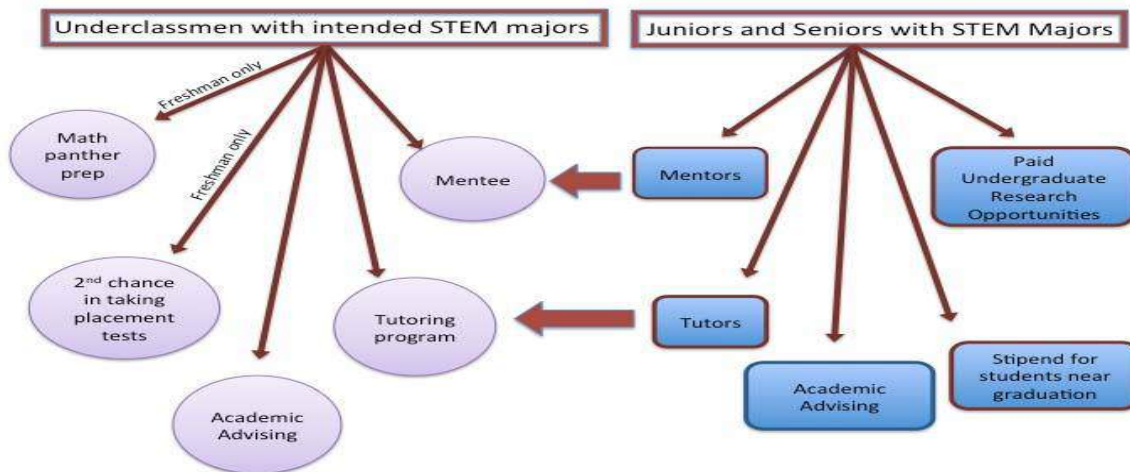 Underclassmen with intended STEM majors
Juniors and Seniors with STEM Majors
Freshman only
Freshman only
Math
panther
prep
Mentee
Mentors
Paid
Undergraduate
Research
Opportunities
2nd chance
in taking
placement
tests
Tutoring
program
Tutors
Academic
Advising
Academic
Advising
Stipend for
students near
graduation